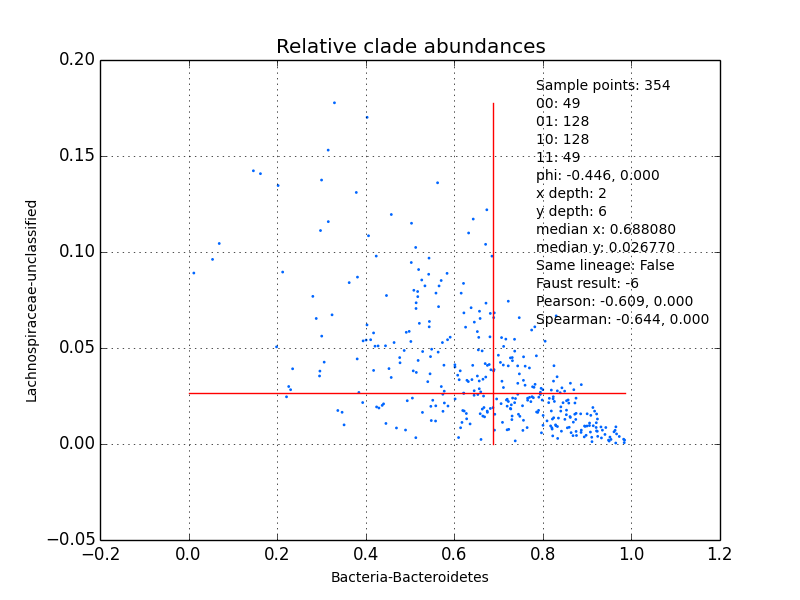 Relative clade abundances
0.20
0.15
0.10
0.05
0.00
−0.05
Lachnospiraceae-unclassified
Sample points: 354
00: 49
01: 128
10: 128
11: 49
phi: -0.446, 0.000
x depth: 2
y depth: 6
median x: 0.688080
median y: 0.026770
Same lineage: False
Faust result: -6
Pearson: -0.609, 0.000
Spearman: -0.644, 0.000
−0.2 0.0 0.2 0.4 0.6 0.8 1.0 1.2
Bacteria-Bacteroidetes